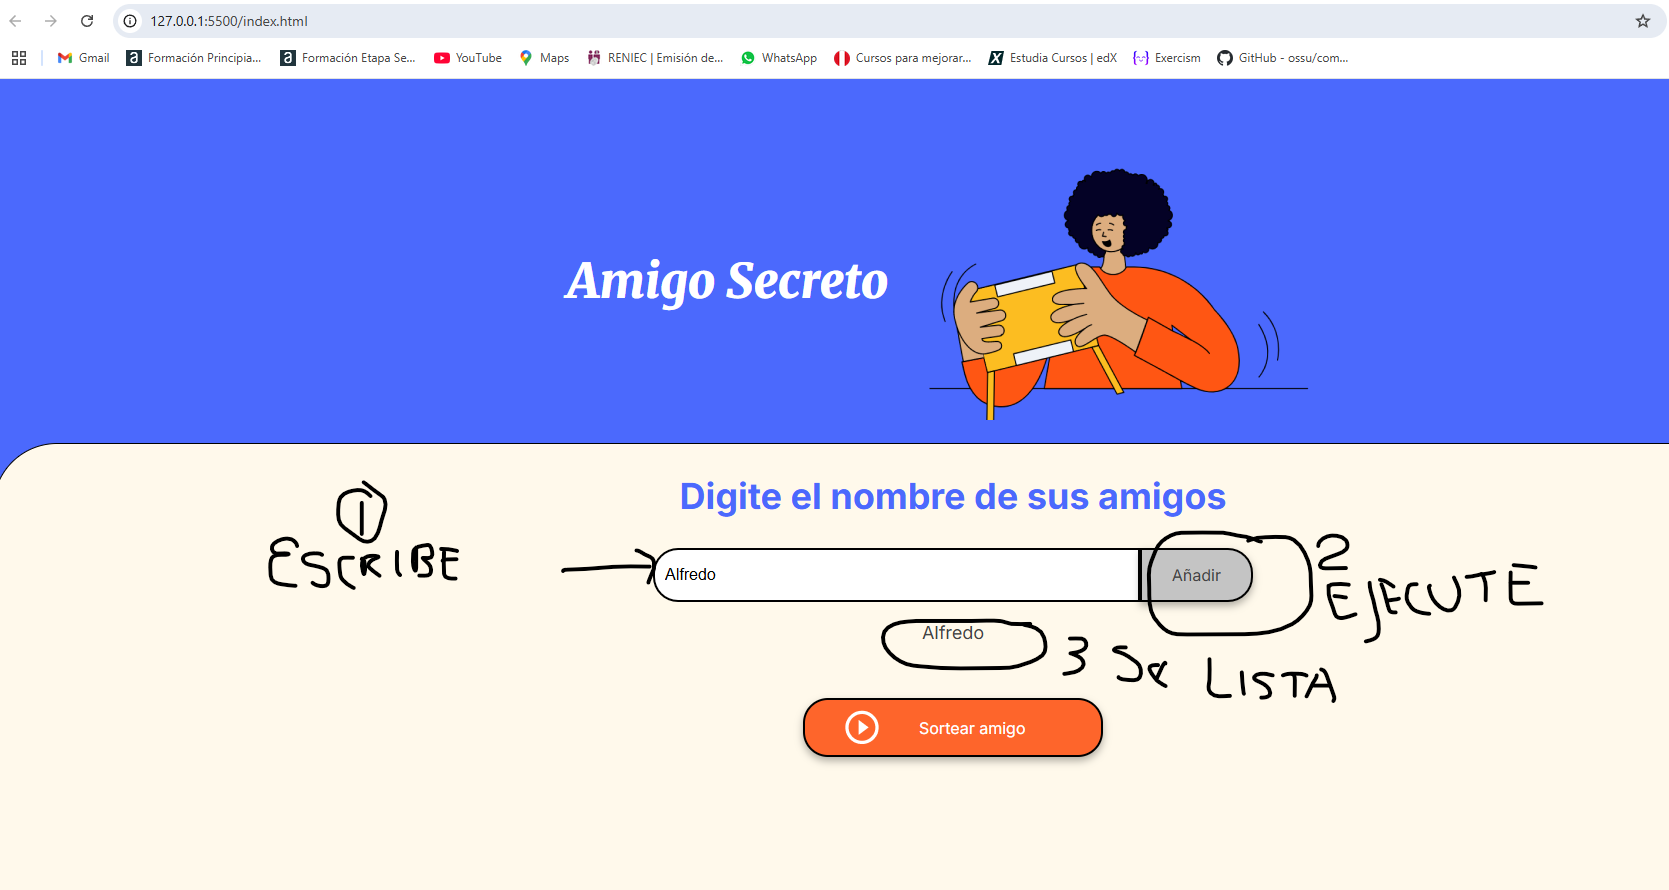 127.0.0.1:5500/index.html
Gmail
Formación Principia...
Formación Etapa Se...
YouTube
Maps
RENIEC | Emisión de...
WhatsApp
Cursos para mejorar...
Estudia Cursos | edX
Exercism
GitHub - ossu/com...
Amigo Secreto
Digite el nombre de sus amigos
1
ESCRIBE
Alfredo
Añadir
2
EJECUTE
Alfredo
3 Se LISTA
Sortear amigo